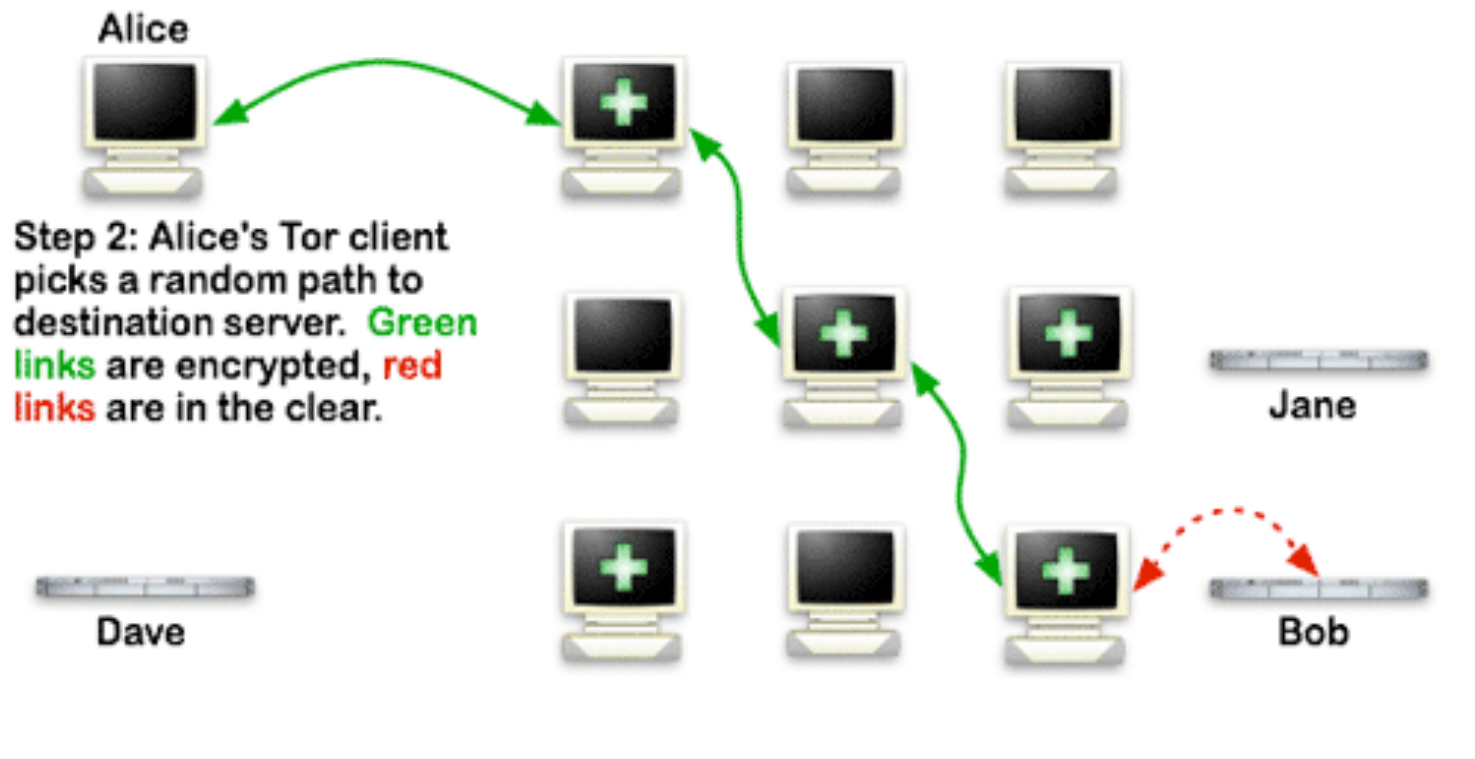 Alice
Step 2: Alice's Tor client
picks a random path to
destination server.  Green
links are encrypted, red
links are in the clear.
Jane
Dave
Bob